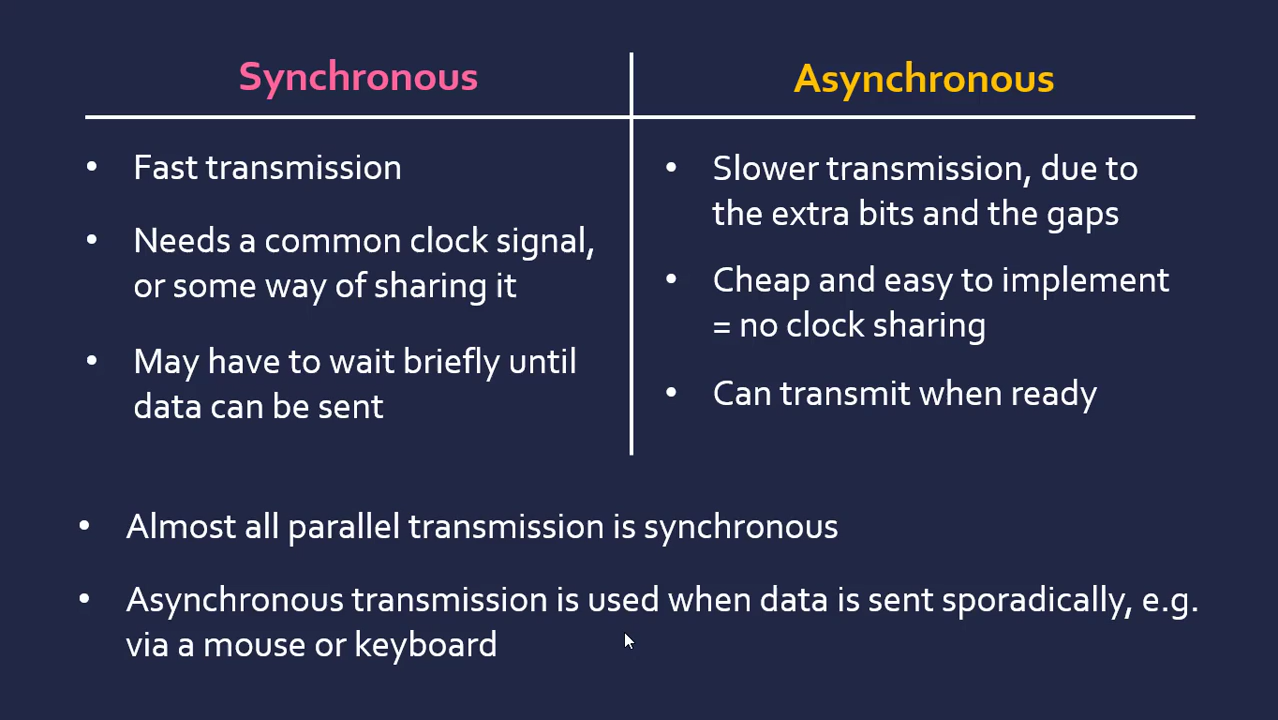 Synchronous
Asynchronous
• Fast transmission
• Needs a common clock signal,
or some way of sharing it
• May have to wait briefly until
data can be sent
• Slower transmission, due to
the extra bits and the gaps
• Cheap and easy to implement
= no clock sharing
• Can transmit when ready
• Almost all parallel transmission is synchronous
• Asynchronous transmission is used when data is sent sporadically, e.g.
via a mouse or keyboard